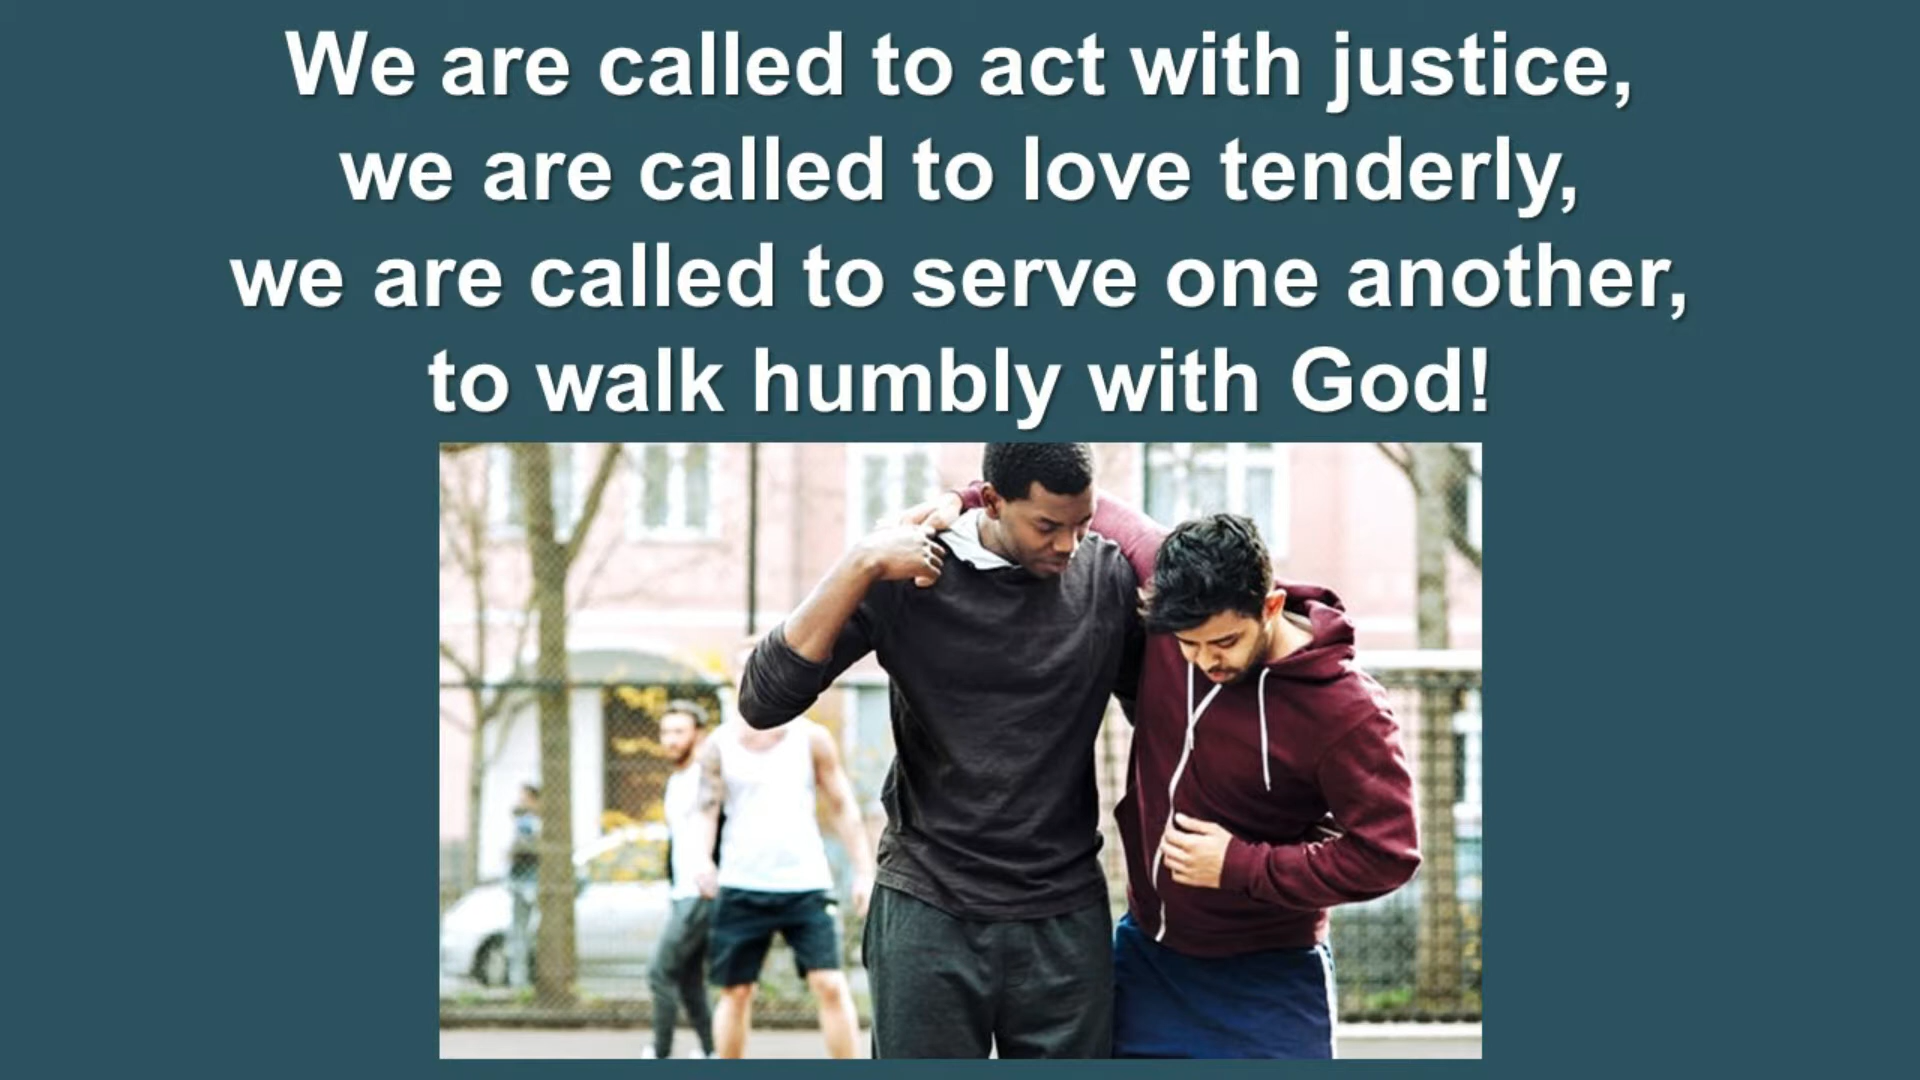 We are called to act with justice,
we are called to love tenderly,
we are called to serve one another,
to walk humbly with God!